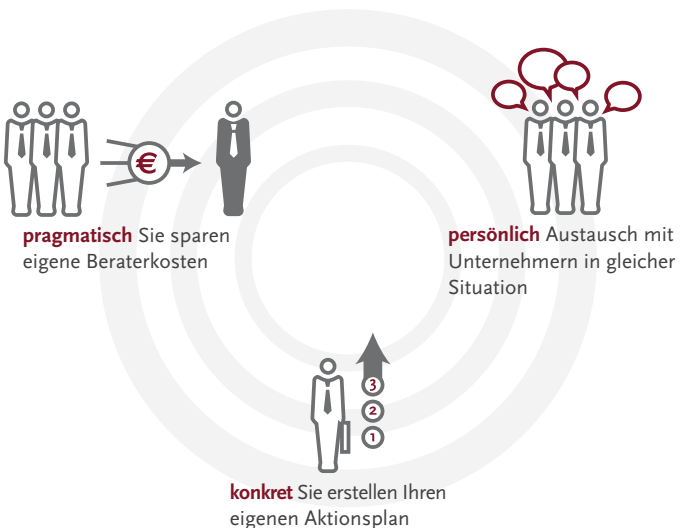 €
pragmatisch Sie sparen
eigene Beraterkosten
persönlich Austausch mit
Unternehmern in gleicher
Situation
3
2
1
konkret Sie erstellen Ihren
eigenen Aktionsplan